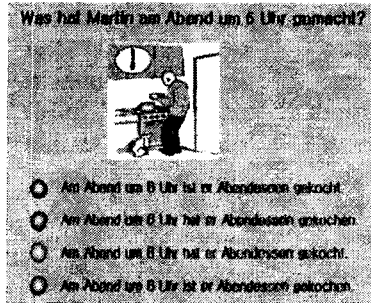 Was hat Martin am Abend um 6 Uhr gemacht?
Am Abend um 6 Uhr ist er Abendessen gekocht.
Am Abend um 6 Uhr hat er Abendessen gekochen.
Am Abend um 6 Uhr hat er Abendessen gekocht.
Am Abend um 6 Uhr ist er Abendessen gekochen.